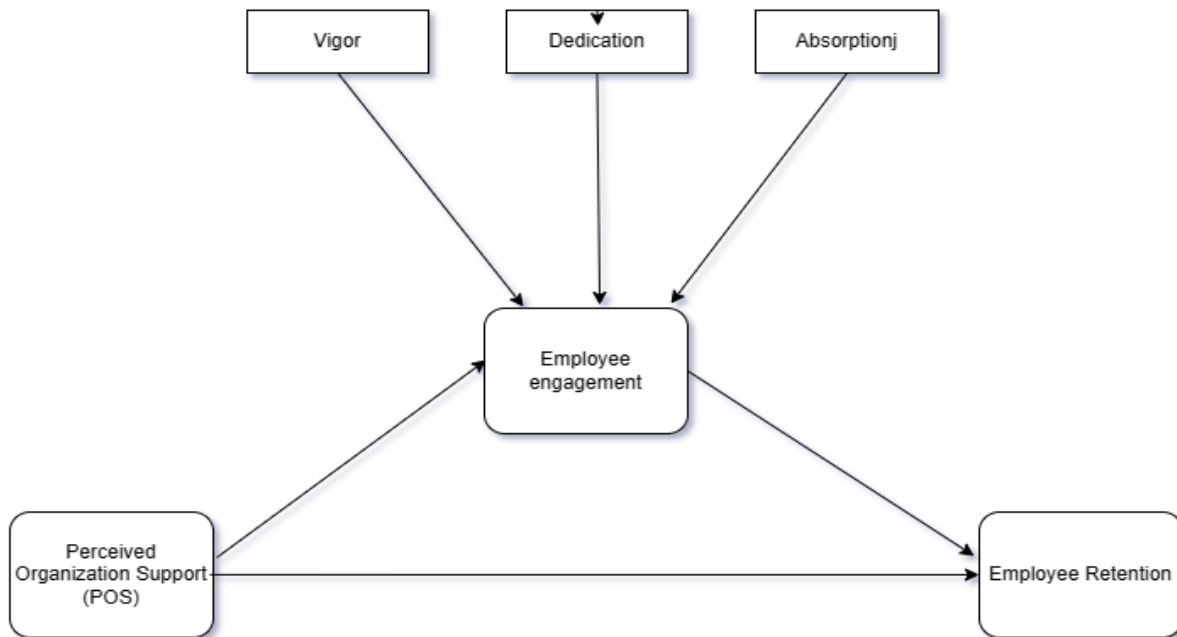 Vigor
Dedication
Absorptionj
Employee
engagement
Perceived
Organization Support
(POS)
Employee Retention